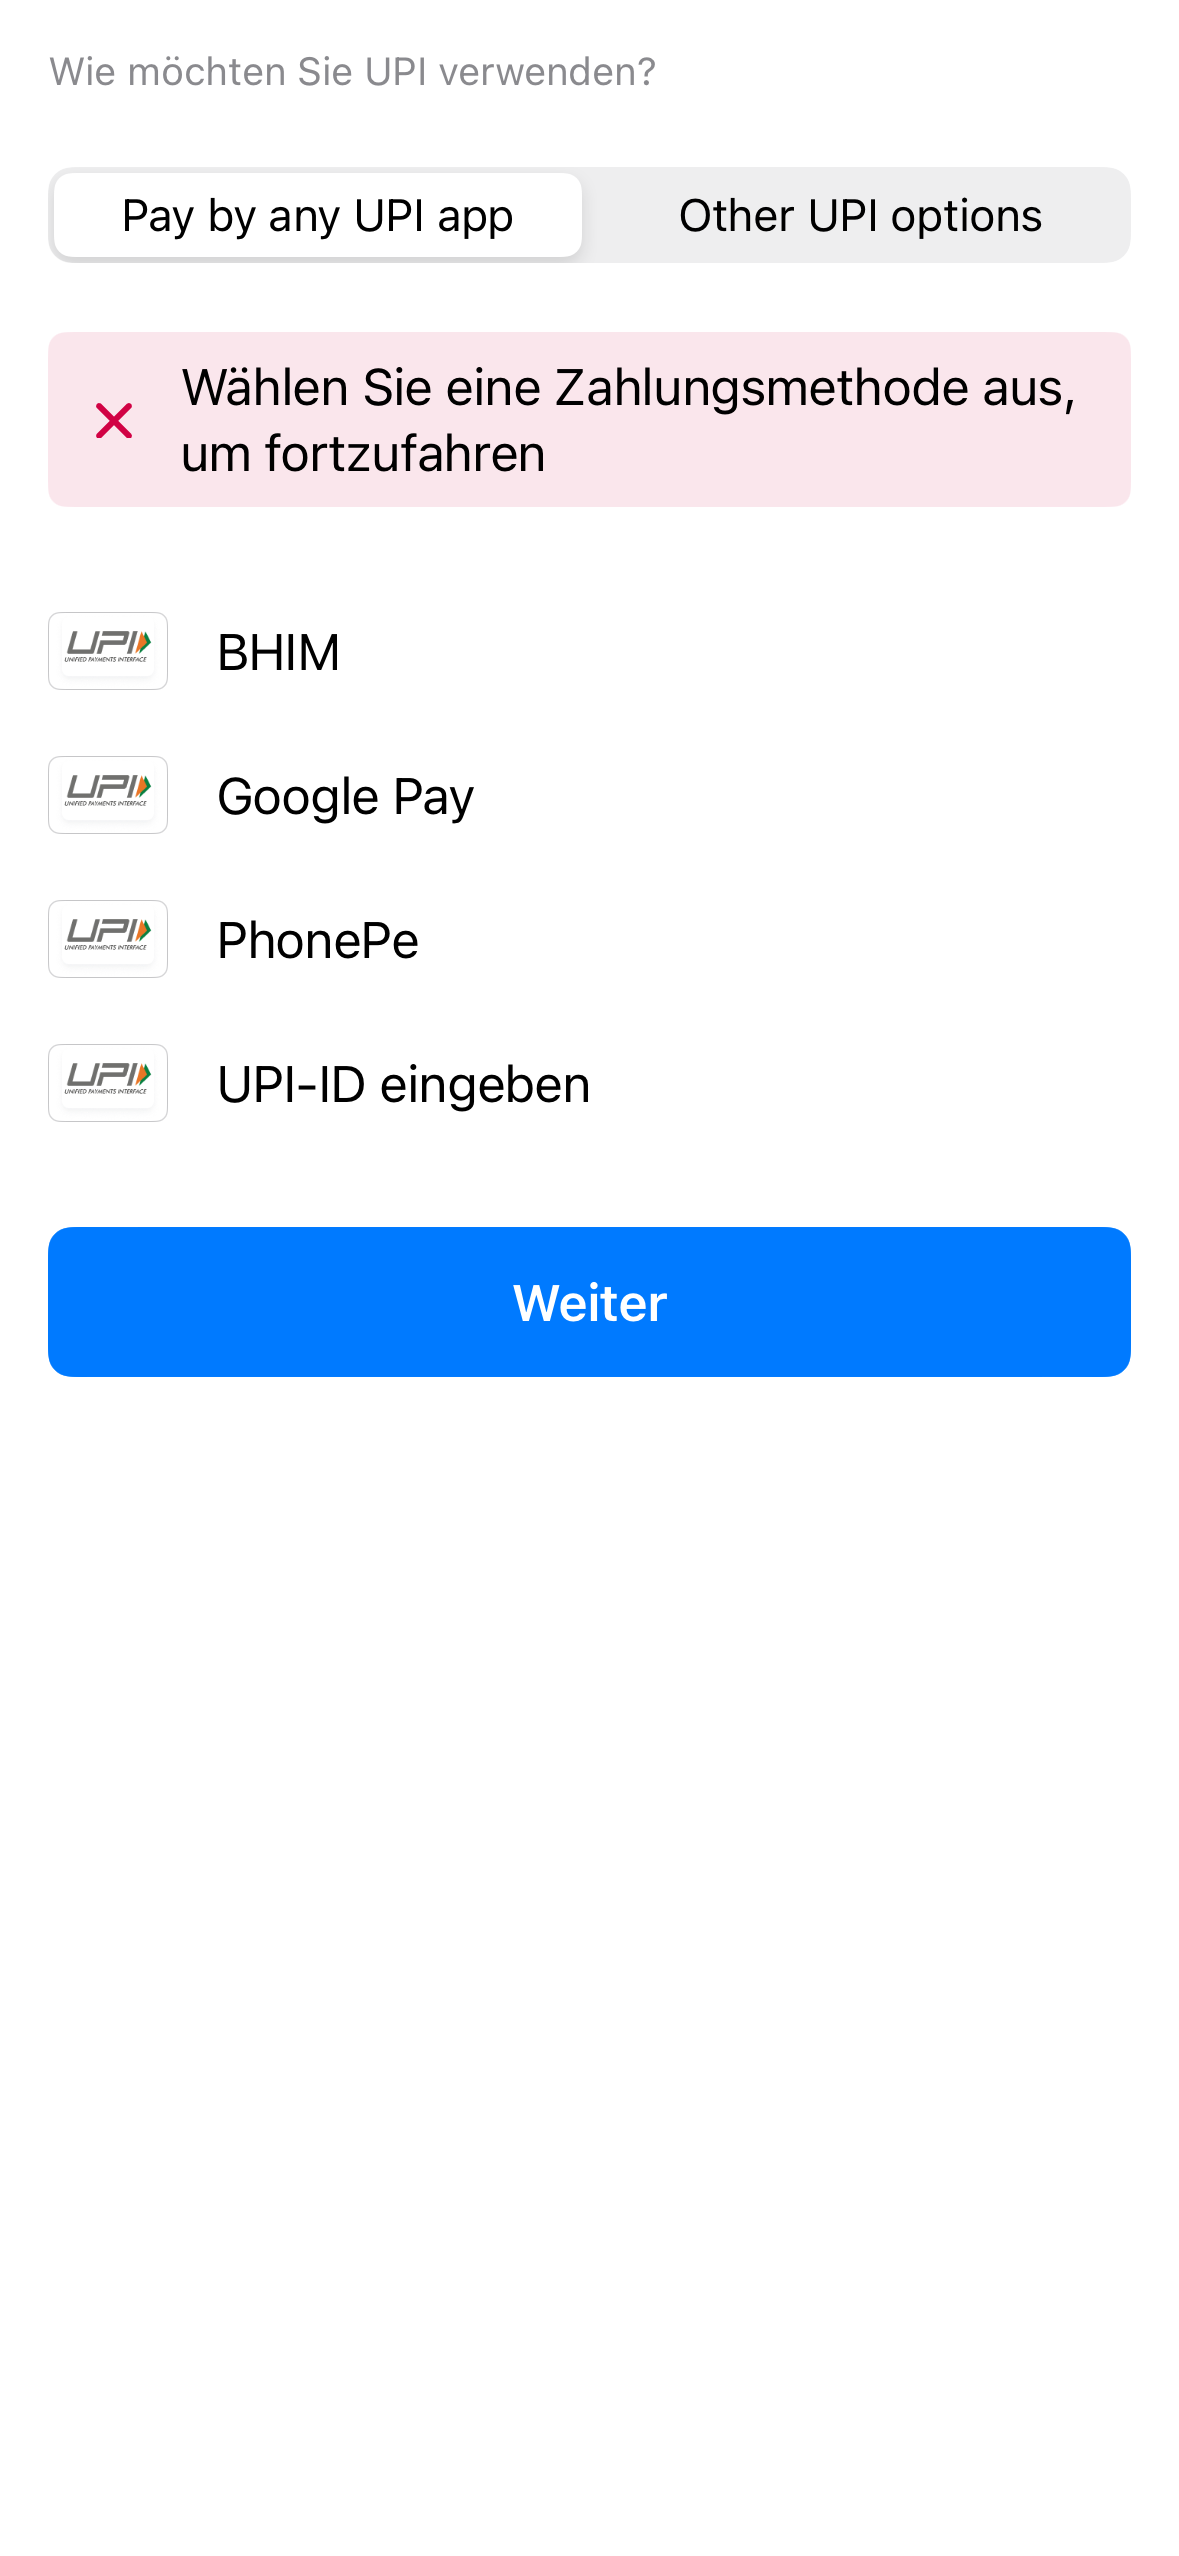 Wie möchten Sie UPI verwenden?
Pay by any UPI app
Other UPI options
Wählen Sie eine Zahlungsmethode aus,
um fortzufahren
UPI
UNIFIED PAYMENTS INTERFACE
BHIM
UPI
UNIFIED PAYMENTS INTERFACE
Google Pay
UPI
UNIFIED PAYMENTS INTERFACE
PhonePe
UPI
UNIFIED PAYMENTS INTERFACE
UPI-ID eingeben
Weiter